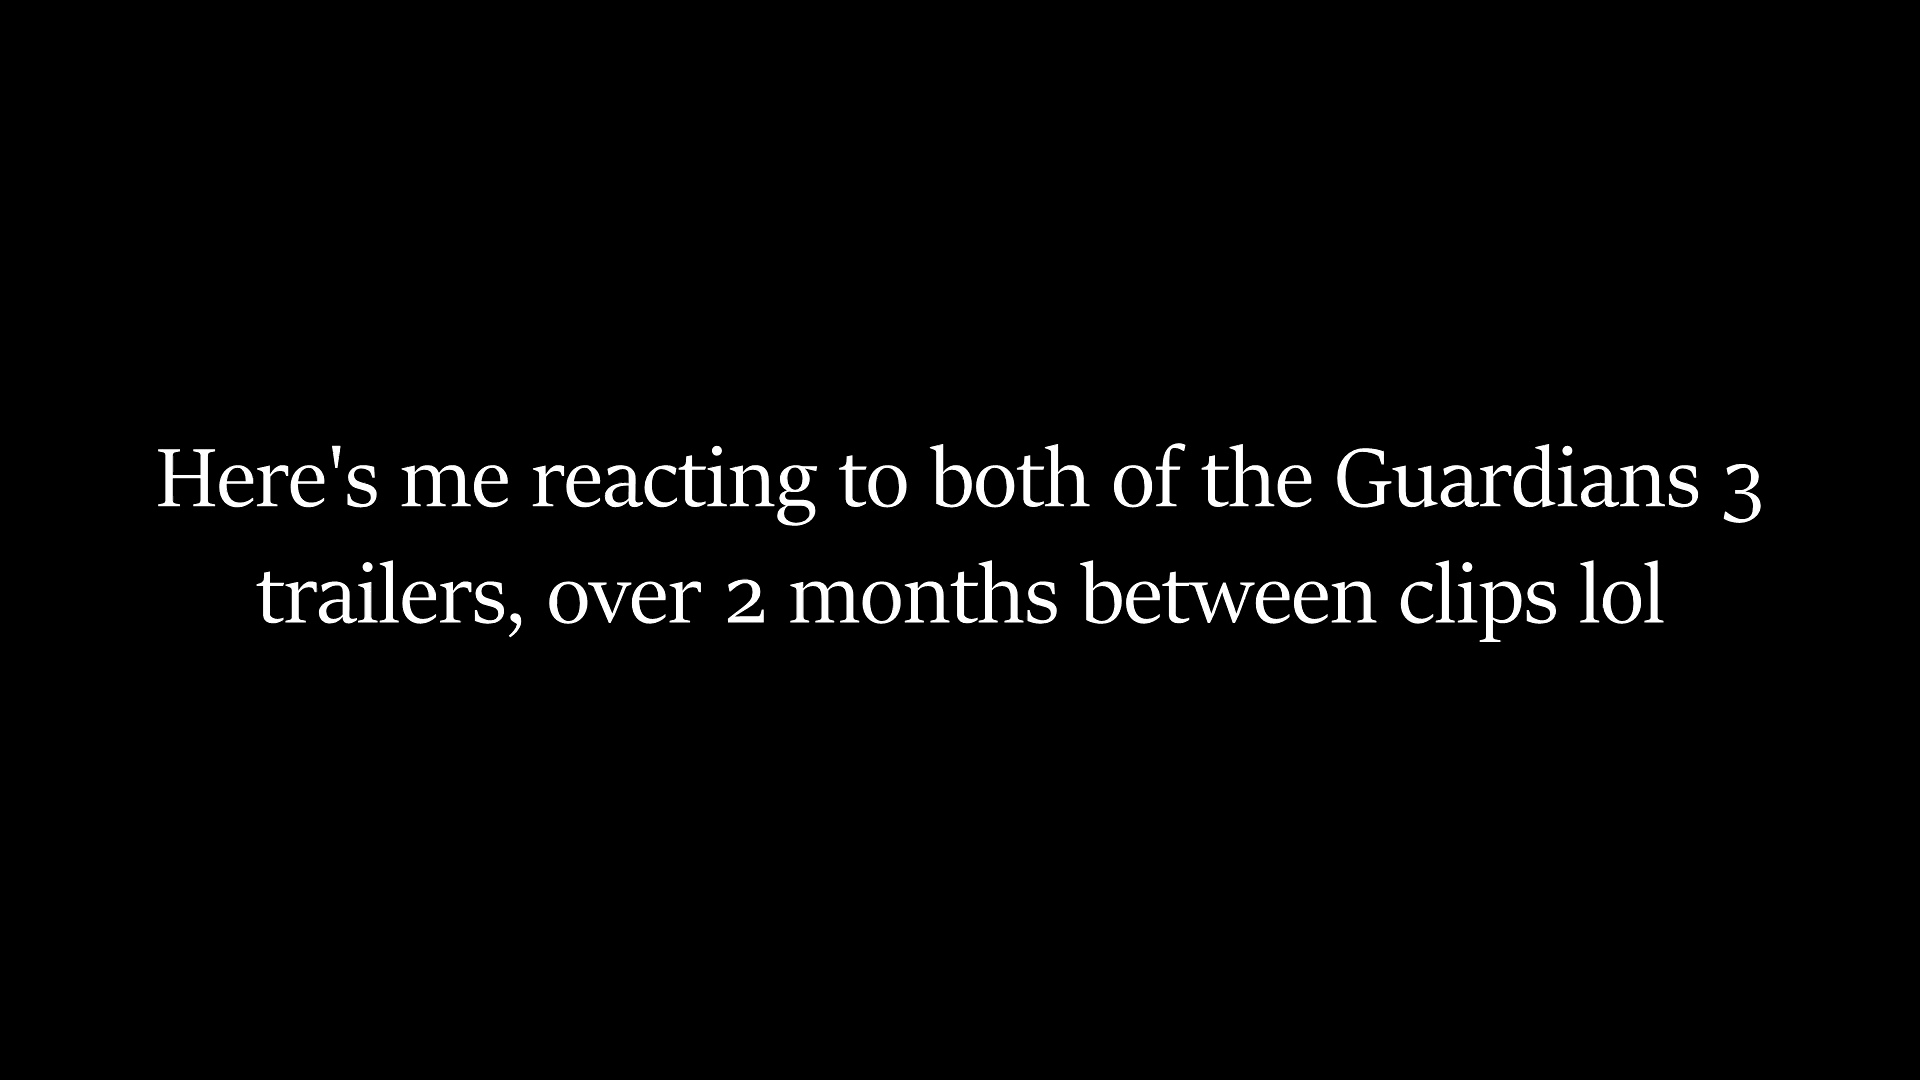 Here's me reacting to both of the Guardians 3
trailers, over 2 months between clips lol